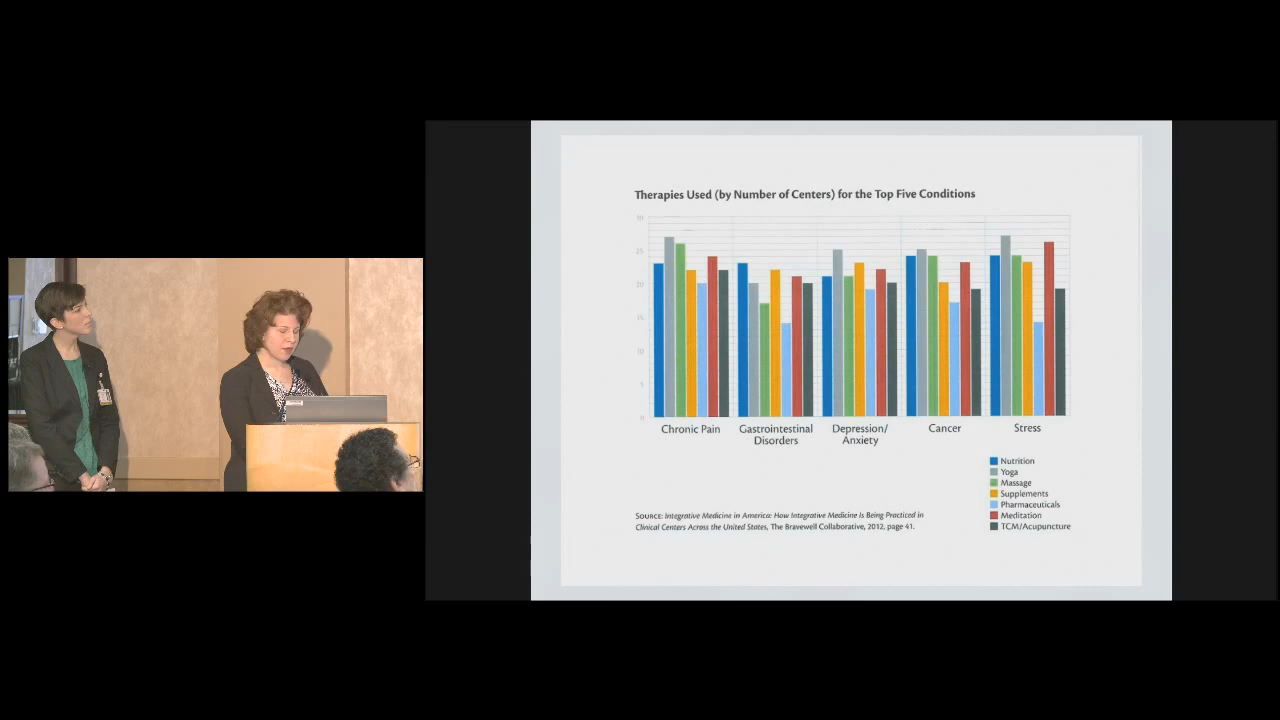 Therapies Used (by Number of Centers) for the Top Five Conditions
30
25
20
15
10
5
0
Chronic Pain
Gastrointestinal
Disorders
Depression/
Anxiety
Cancer
Stress
Nutrition
Yoga
Massage
Supplements
Pharmaceuticals
Meditation
TCM/Acupuncture
SOURCE: Integrative Medicine in America: How Integrative Medicine Is Being Practiced in
Clinical Centers Across the United States, The Bravewell Collaborative, 2012, page 41.